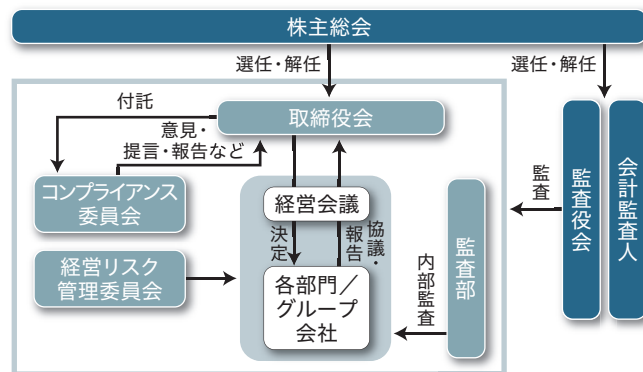 株主総会
選任・解任
選任・解任
付託
取締役会
意見・
提言・報告など
コンプライアンス
委員会
経営会議
決定
協議・
報告
経営リスク
管理委員会
各部門／
グループ
会社
内部監査
監査部
監査
監査役会
会計監査人